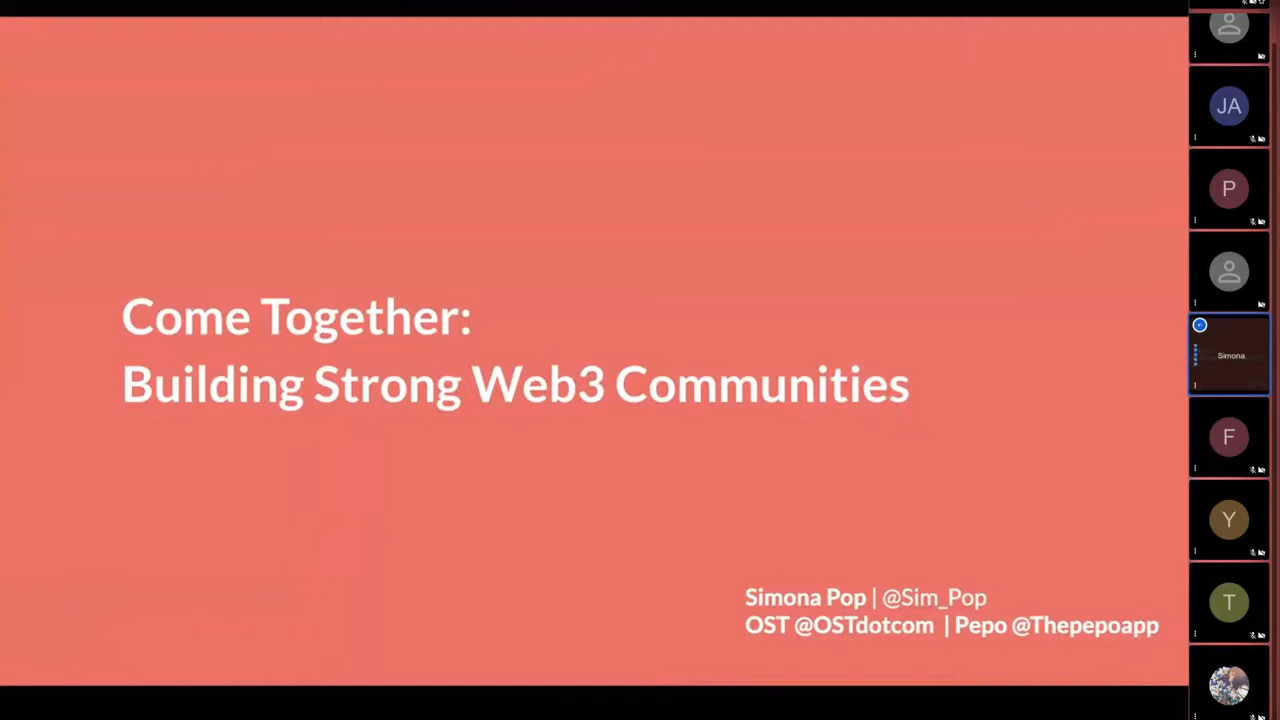 Come Together:
Building Strong Web3 Communities
Simona Pop | @Sim_Pop
OST @OSTdotcom | Pepo @Thepepoapp
JA
P
Simona
F
Y
T